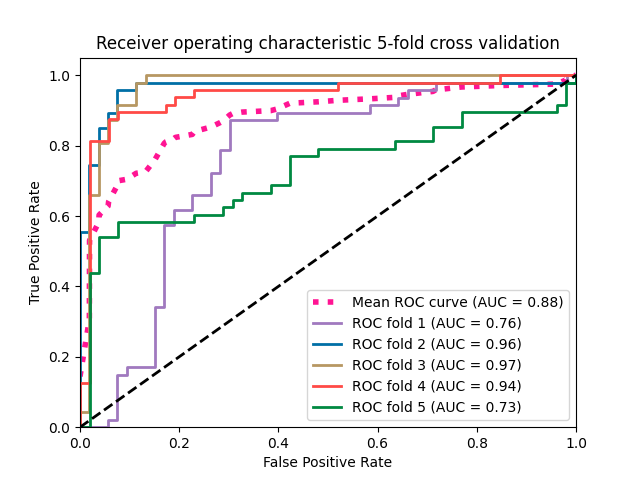 Receiver operating characteristic 5-fold cross validation
True Positive Rate
1.0
0.8
0.6
0.4
0.2
0.0
Mean ROC curve (AUC = 0.88)
ROC fold 1 (AUC = 0.76)
ROC fold 2 (AUC = 0.96)
ROC fold 3 (AUC = 0.97)
ROC fold 4 (AUC = 0.94)
ROC fold 5 (AUC = 0.73)
0.0 0.2 0.4 0.6 0.8 1.0
False Positive Rate